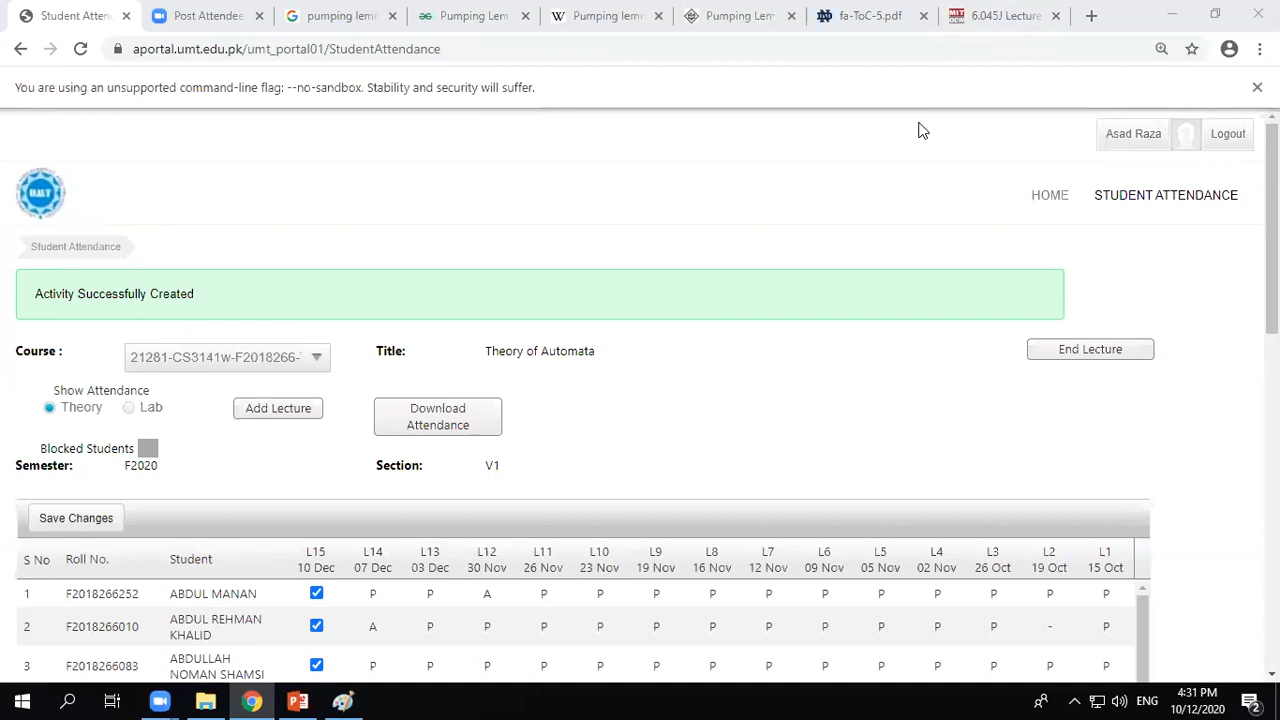 Student Atten
Post Attendee
pumping lem
Pumping Lem
Pumping lem
Pumping Lem
fa-ToC-5.pdf
6.045J Lecture
aportal.umt.edu.pk/umt_portal01/StudentAttendance
You are using an unsupported command-line flag: --no-sandbox. Stability and security will suffer.
Asad Raza
Logout
UMT
HOME
STUDENT ATTENDANCE
Student Attendance
Activity Successfully Created
Course :
21281-CS3141w-F2018266-
Title:
Theory of Automata
End Lecture
Show Attendance
Theory
Lab
Add Lecture
Download
Attendance
Blocked Students
Semester:
F2020
Section:
V1
Save Changes
S No Roll No. Student L15 10 Dec L14 07 Dec L13 03 Dec L12 30 Nov L11 26 Nov L10 23 Nov L9 19 Nov L8 16 Nov L7 12 Nov L6 09 Nov L5 05 Nov L4 02 Nov L3 26 Oct L2 19 Oct L1 15 Oct
1 F2018266252 ABDUL MANAN P P A P P P P P P P P P P P
2 F2018266010 ABDUL REHMAN KHALID A P P P P P P P P P P P - P
3 F2018266083 ABDULLAH NOMAN SHAMSI P P P P P P P P P P P P P P
ENG
4:31 PM
10/12/2020
2